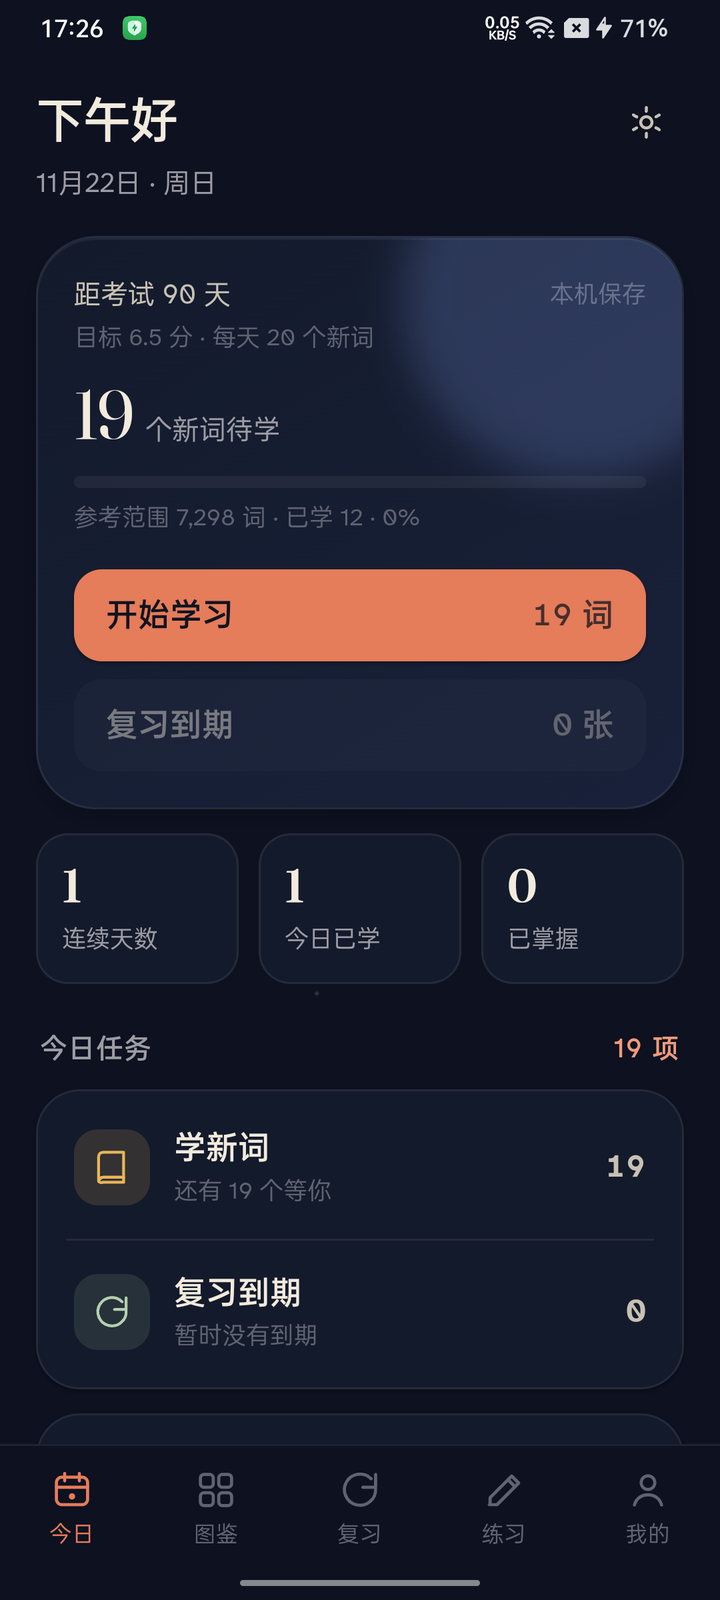 17:26
0.05 KB/S
71%
下午好
11月22日 · 周日
距考试 90 天
本机保存
目标 6.5 分 · 每天 20 个新词
19 个新词待学
参考范围 7,298 词 · 已学 12 · 0%
开始学习 19 词
复习到期 0 张
1
连续天数
1
今日已学
0
已掌握
今日任务 19 项
学新词
还有 19 个等你
19
复习到期
暂时没有到期
0
今日 图鉴 复习 练习 我的